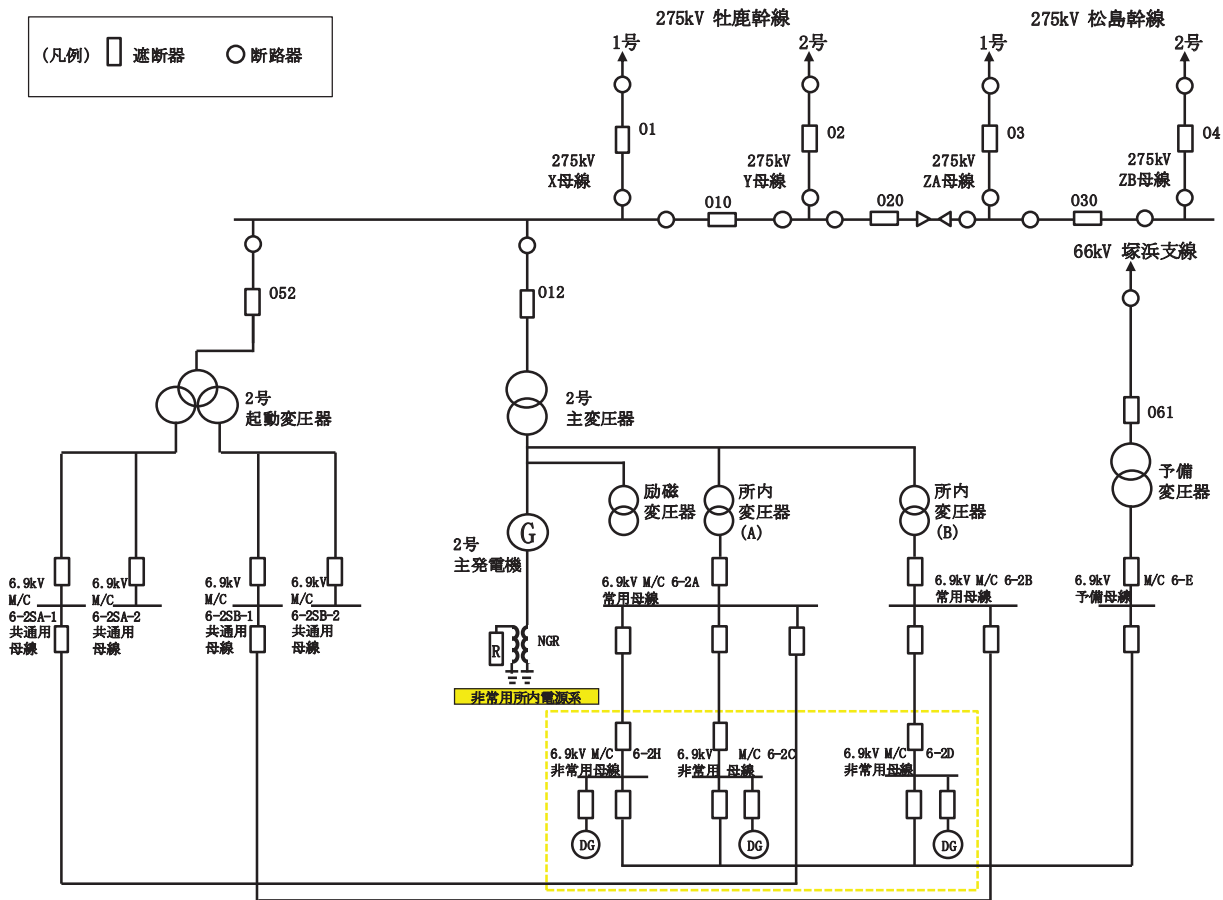 275kV 牡鹿幹線
275kV 松島幹線
(凡例)
遮断器
断路器
1号
2号
1号
2号
01
02
03
04
275kV
X母線
275kV
Y母線
275kV
ZA母線
275kV
ZB母線
010
020
030
66kV 塚浜支線
052
012
061
2号
起動変圧器
2号
主変圧器
予備
変圧器
励磁
変圧器
所内
変圧器
(A)
所内
変圧器
(B)
G
2号
主発電機
6.9kV
M/C
6-2SA-1
共通用
母線
6.9kV
M/C
6-2SA-2
共通用
母線
6.9kV
M/C
6-2SB-1
共通用
母線
6.9kV
M/C
6-2SB-2
共通用
母線
6.9kV M/C 6-2A
常用母線
6.9kV M/C 6-2B
常用母線
6.9kV
予備母線
M/C 6-E
R
NGR
非常用所内電源系
6.9kV M/C 6-2H
非常用母線
6.9kV M/C 6-2C
非常用 母線
6.9kV M/C 6-2D
非常用母線
DG
DG
DG